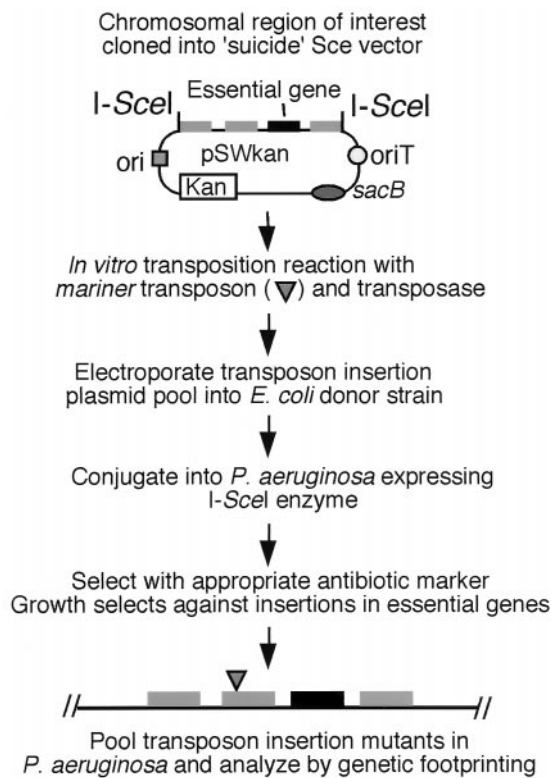 Chromosomal region of interest
cloned into 'suicide' Sce vector
I-SceI
Essential gene
I-SceI
ori
pSWkan
oriT
Kan
sacB
In vitro transposition reaction with
mariner transposon ( ) and transposase
Electroporate transposon insertion
plasmid pool into E. coli donor strain
Conjugate into P. aeruginosa expressing
I-SceI enzyme
Select with appropriate antibiotic marker
Growth selects against insertions in essential genes
// //
Pool transposon insertion mutants in
P. aeruginosa and analyze by genetic footprinting